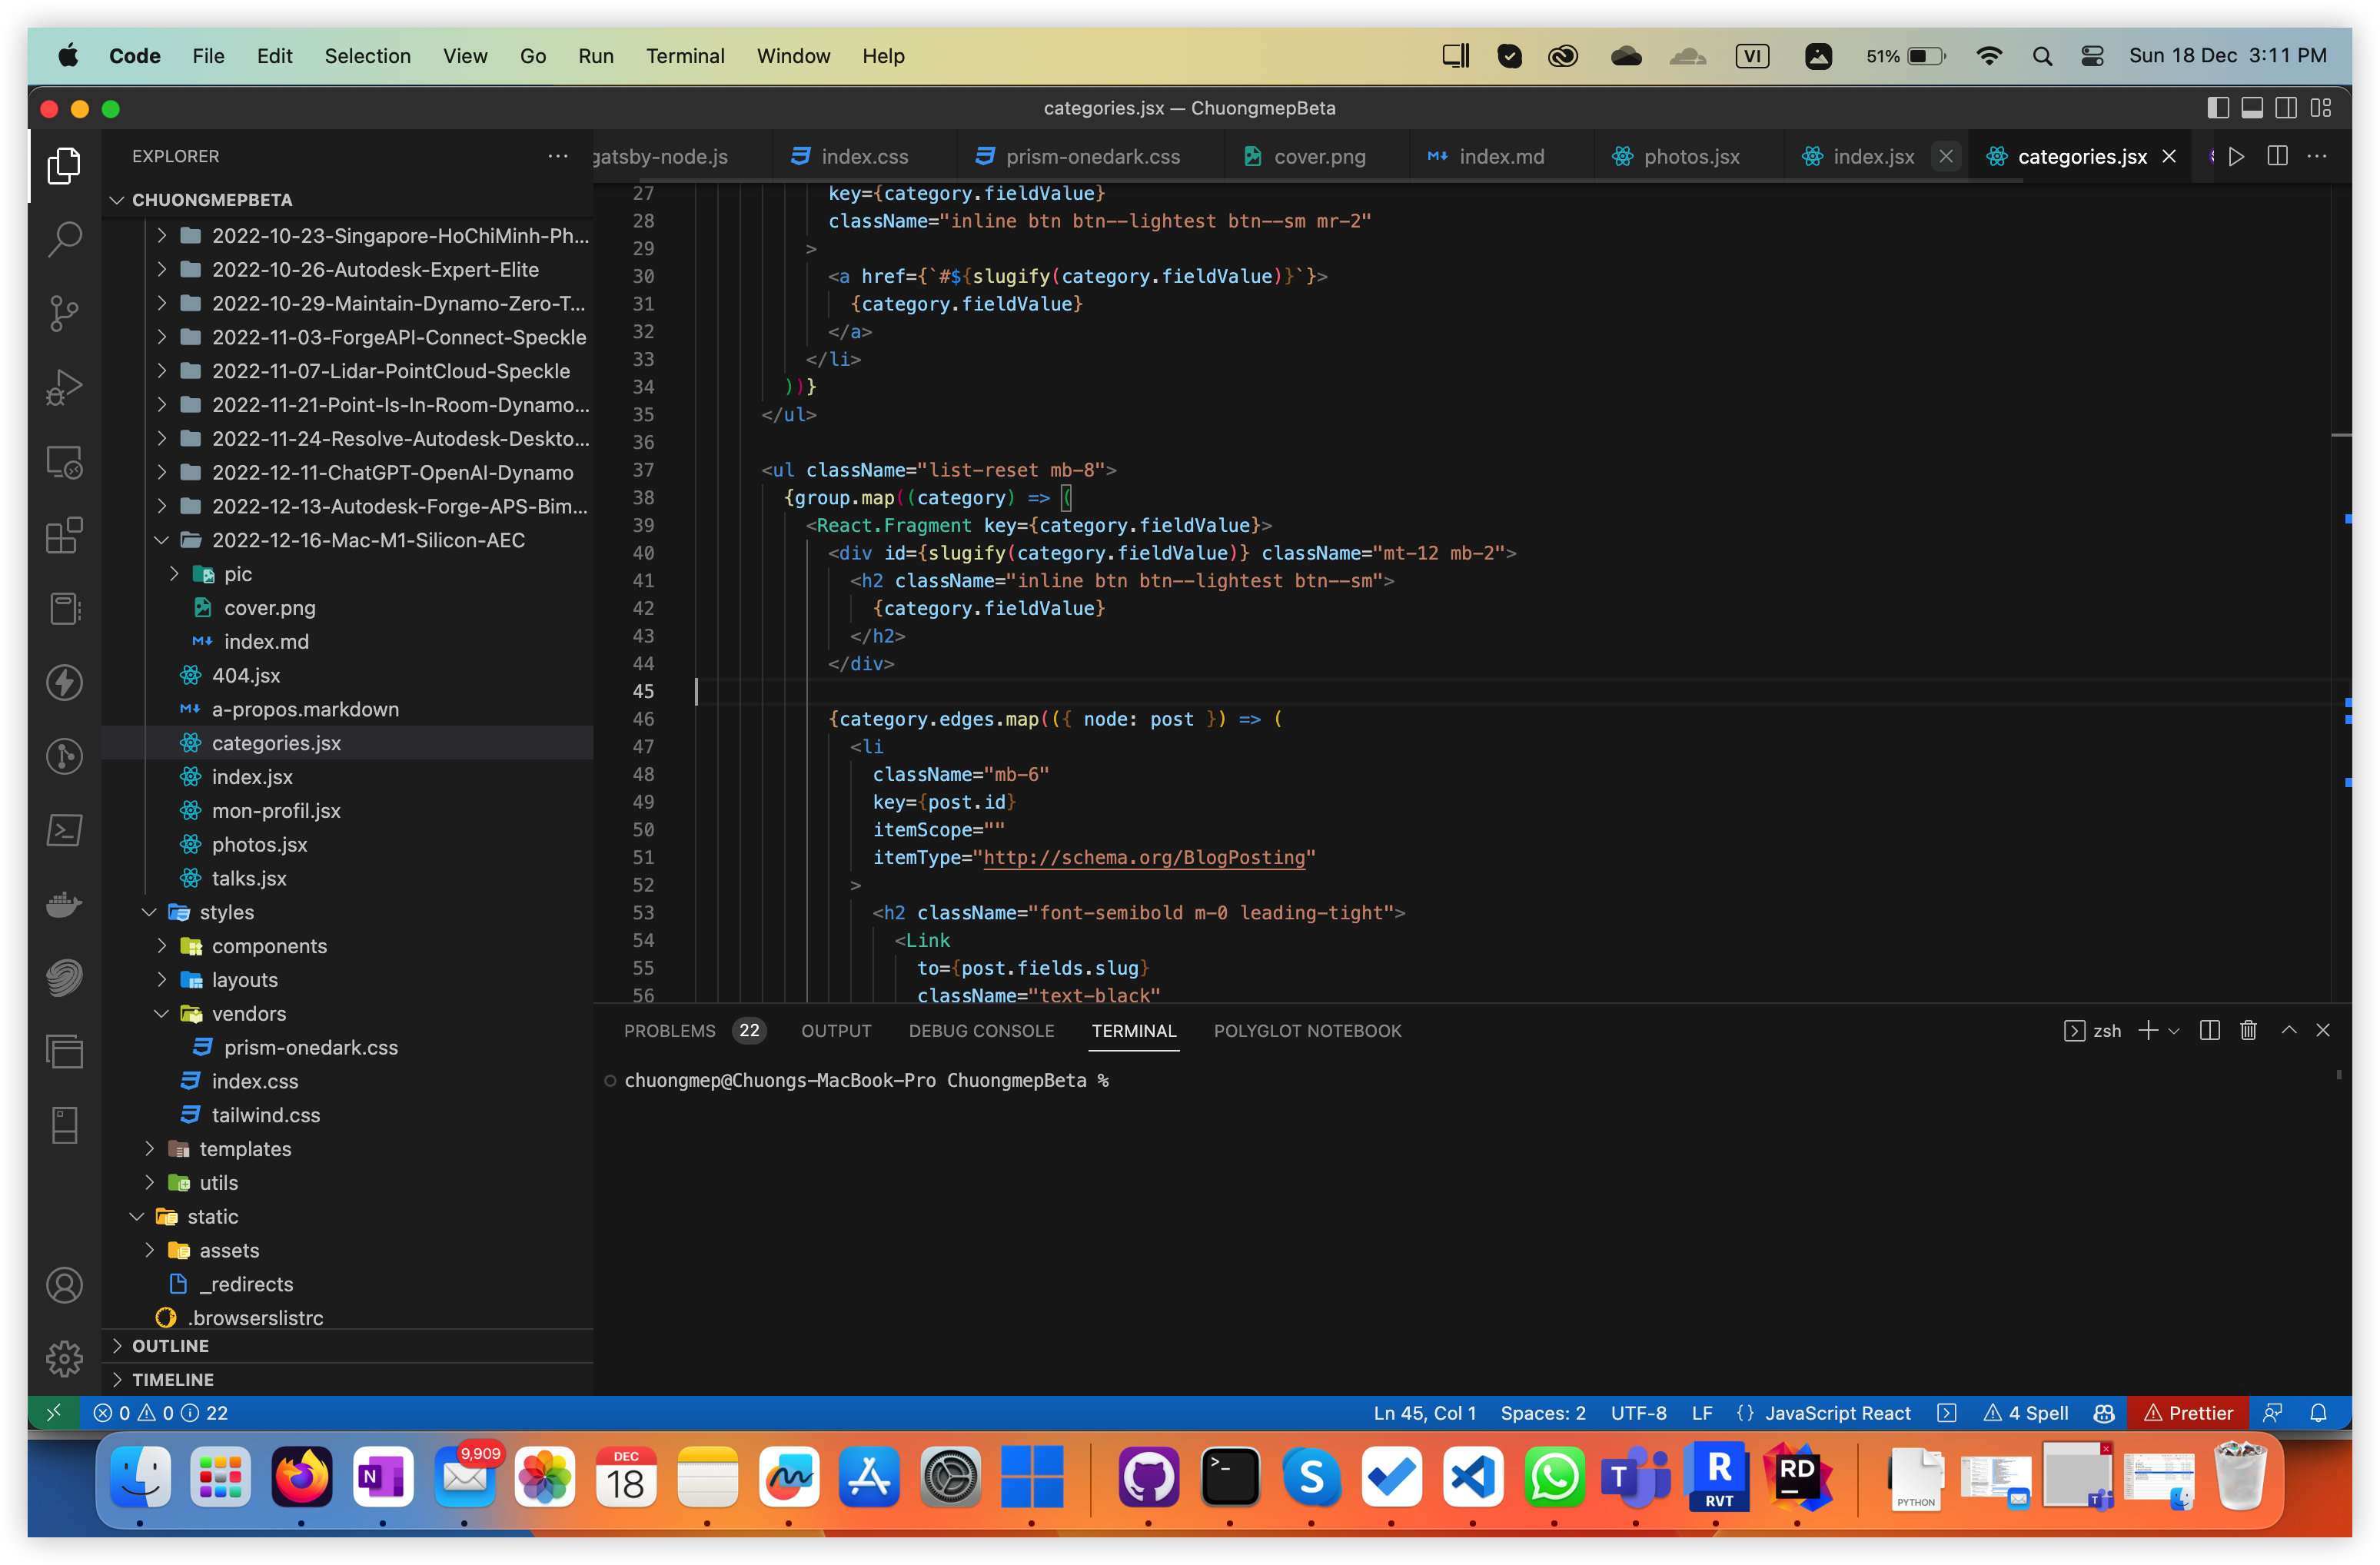 Code File Edit Selection View Go Run Terminal Window Help VI 51% Sun 18 Dec 3:11 PM
categories.jsx — ChuongmepBeta
EXPLORER
CHUONGMEPBETA
2022-10-23-Singapore-HoChiMinh-Ph...
2022-10-26-Autodesk-Expert-Elite
2022-10-29-Maintain-Dynamo-Zero-T...
2022-11-03-ForgeAPI-Connect-Speckle
2022-11-07-Lidar-PointCloud-Speckle
2022-11-21-Point-Is-In-Room-Dynamo...
2022-11-24-Resolve-Autodesk-Deskto...
2022-12-11-ChatGPT-OpenAI-Dynamo
2022-12-13-Autodesk-Forge-APS-Bim...
2022-12-16-Mac-M1-Silicon-AEC
pic
cover.png
index.md
404.jsx
a-propos.markdown
categories.jsx
index.jsx
mon-profil.jsx
photos.jsx
talks.jsx
styles
components
layouts
vendors
prism-onedark.css
index.css
tailwind.css
templates
utils
static
assets
_redirects
.browserslistrc
OUTLINE
TIMELINE
gatsby-node.js index.css prism-onedark.css cover.png index.md photos.jsx index.jsx categories.jsx
27 key={category.fieldValue}
28 className="inline btn btn--lightest btn--sm mr-2"
29 >
30 <a href={`#${slugify(category.fieldValue)}`}>
31 {category.fieldValue}
32 </a>
33 </li>
34 ))}
35 </ul>
36
37 <ul className="list-reset mb-8">
38 {group.map((category) => (
39 <React.Fragment key={category.fieldValue}>
40 <div id={slugify(category.fieldValue)} className="mt-12 mb-2">
41 <h2 className="inline btn btn--lightest btn--sm">
42 {category.fieldValue}
43 </h2>
44 </div>
45
46 {category.edges.map(({ node: post }) => (
47 <li
48 className="mb-6"
49 key={post.id}
50 itemScope=""
51 itemType="http://schema.org/BlogPosting"
52 >
53 <h2 className="font-semibold m-0 leading-tight">
54 <Link
55 to={post.fields.slug}
56 className="text-black"
PROBLEMS 22 OUTPUT DEBUG CONSOLE TERMINAL POLYGLOT NOTEBOOK zsh
chuongmep@Chuongs-MacBook-Pro ChuongmepBeta %
0 0 22 Ln 45, Col 1 Spaces: 2 UTF-8 LF {} JavaScript React 4 Spell Prettier
N 9,909 DEC 18 >_ S T R RVT RD PYTHON